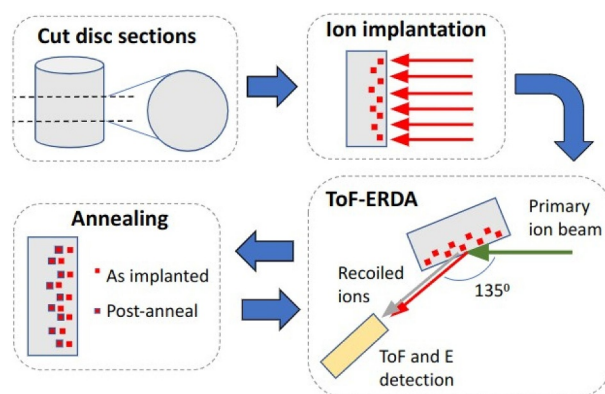 Cut disc sections
Ion implantation
ToF-ERDA
Primary
ion beam
Recoiled
ions
135⁰
ToF and E
detection
Annealing
As implanted
Post-anneal